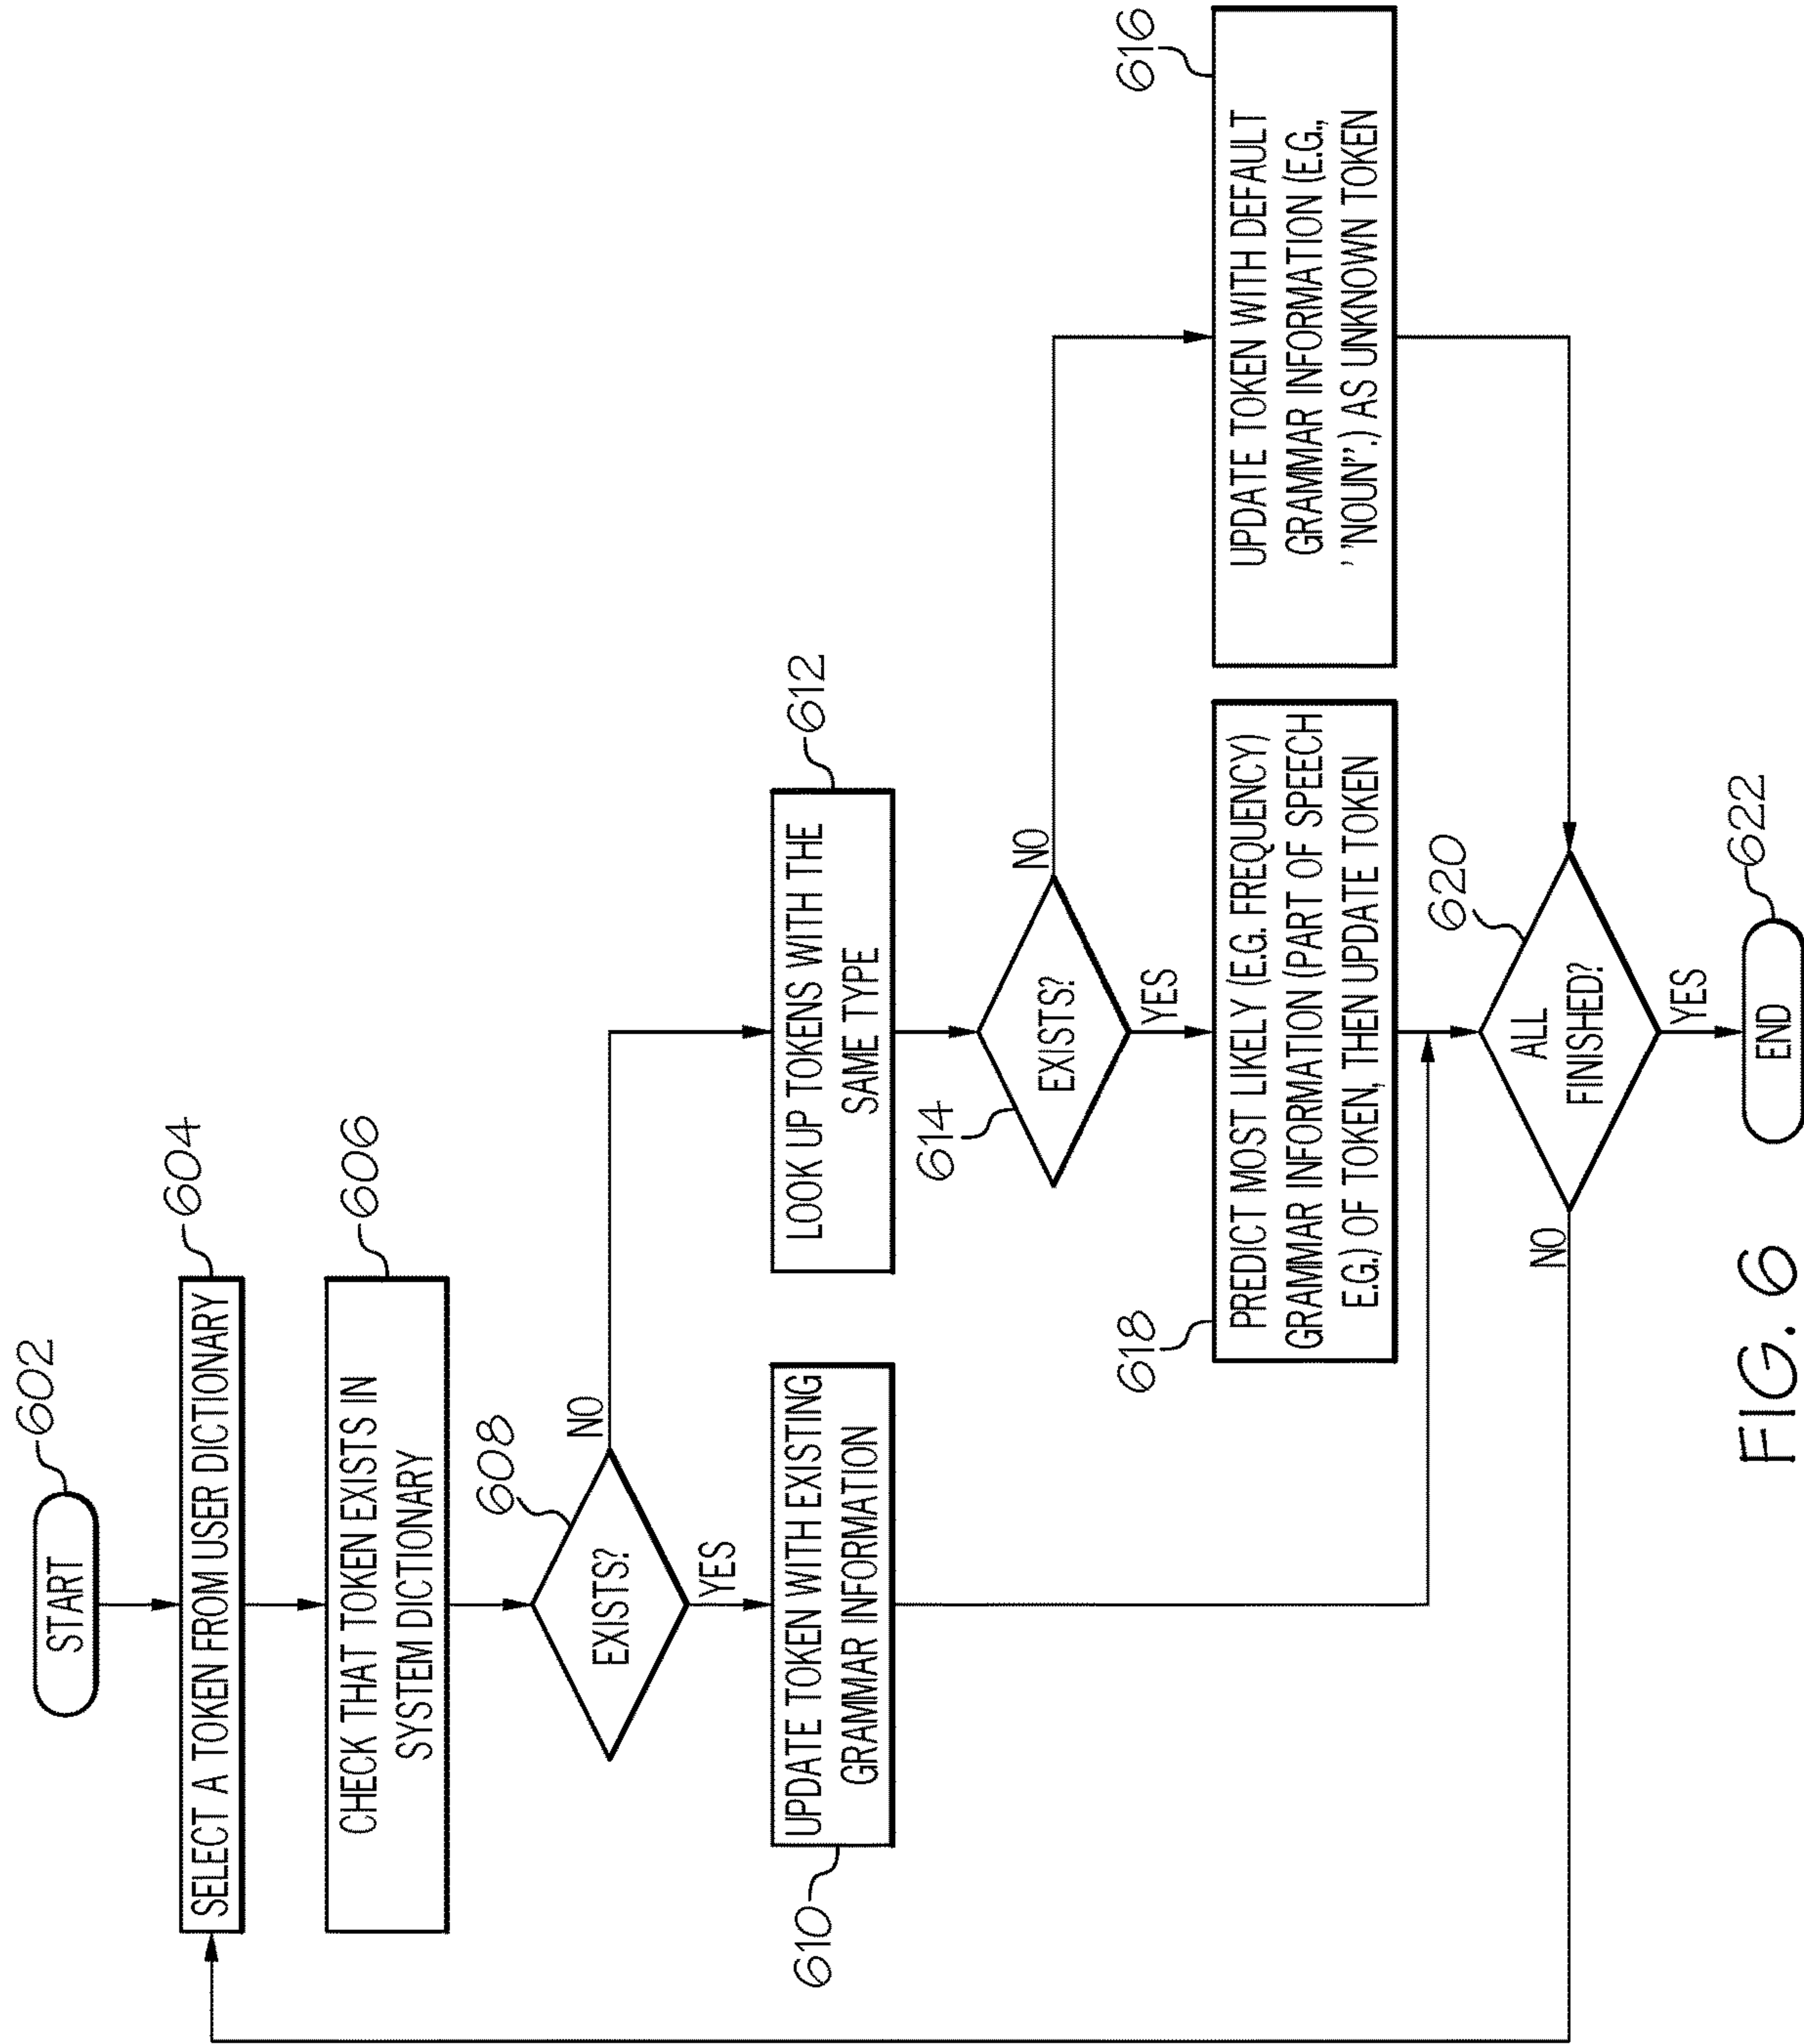 START
602
SELECT A TOKEN FROM USER DICTIONARY
604
CHECK THAT TOKEN EXISTS IN
SYSTEM DICTIONARY
606
EXISTS?
608
NO
YES
UPDATE TOKEN WITH EXISTING
GRAMMAR INFORMATION
610
LOOK UP TOKENS WITH THE
SAME TYPE
612
EXISTS?
614
NO
YES
PREDICT MOST LIKELY (E.G. FREQUENCY)
GRAMMAR INFORMATION (PART OF SPEECH
E.G.) OF TOKEN, THEN UPDATE TOKEN
618
UPDATE TOKEN WITH DEFAULT
GRAMMAR INFORMATION (E.G.,
' "NOUN".) AS UNKNOWN TOKEN
616
ALL
FINISHED?
620
NO
YES
END
622
FIG. 6